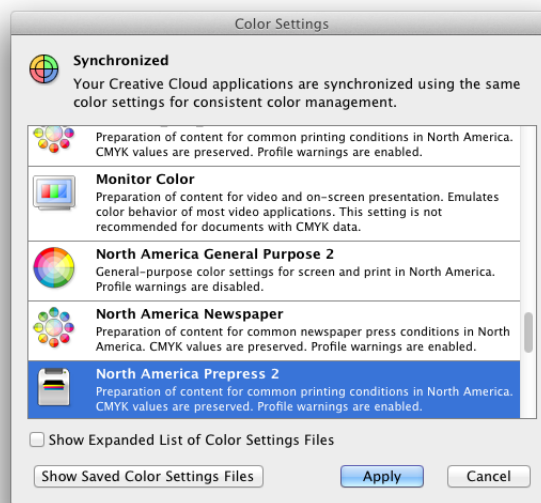 Color Settings
Synchronized
Your Creative Cloud applications are synchronized using the same
color settings for consistent color management.
Preparation of content for common printing conditions in North America.
CMYK values are preserved. Profile warnings are enabled.
Monitor Color
Preparation of content for video and on-screen presentation. Emulates
color behavior of most video applications. This setting is not
recommended for documents with CMYK data.
North America General Purpose 2
General-purpose color settings for screen and print in North America.
Profile warnings are disabled.
North America Newspaper
Preparation of content for common newspaper press conditions in North
America. CMYK values are preserved. Profile warnings are enabled.
North America Prepress 2
Preparation of content for common printing conditions in North America.
CMYK values are preserved. Profile warnings are enabled.
Show Expanded List of Color Settings Files
Show Saved Color Settings Files
Apply
Cancel